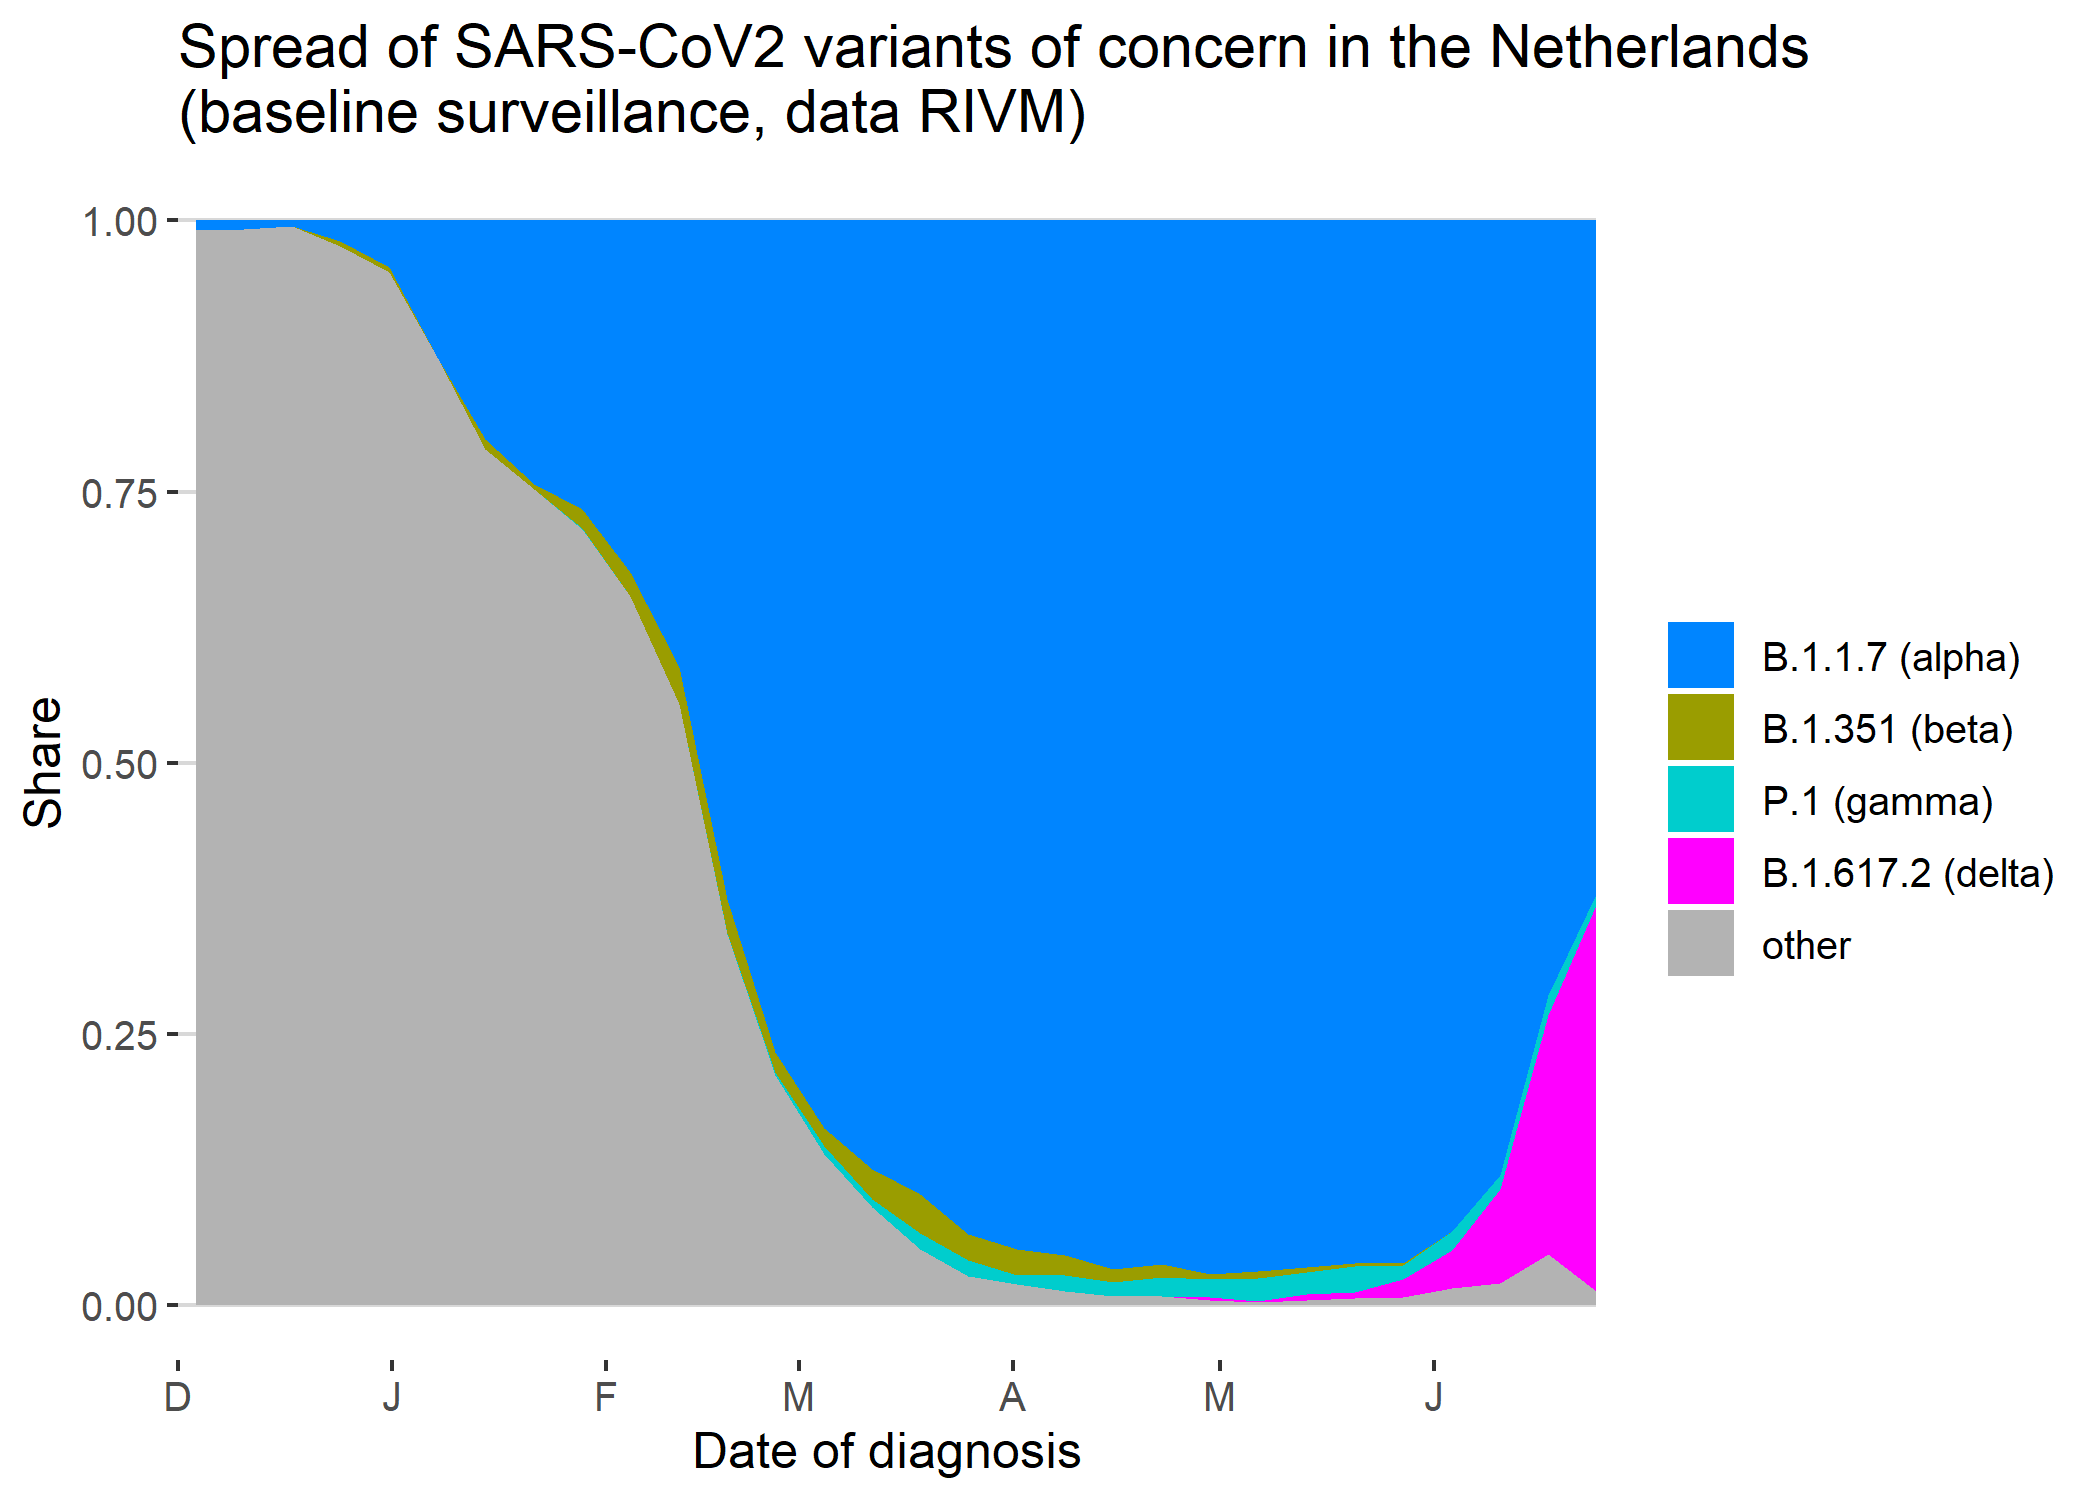 Spread of SARS-CoV2 variants of concern in the Netherlands
(baseline surveillance, data RIVM)
1.00
0.75
0.50
0.25
0.00
Share
D J F M A M J
Date of diagnosis
B.1.1.7 (alpha)
B.1.351 (beta)
P.1 (gamma)
B.1.617.2 (delta)
other